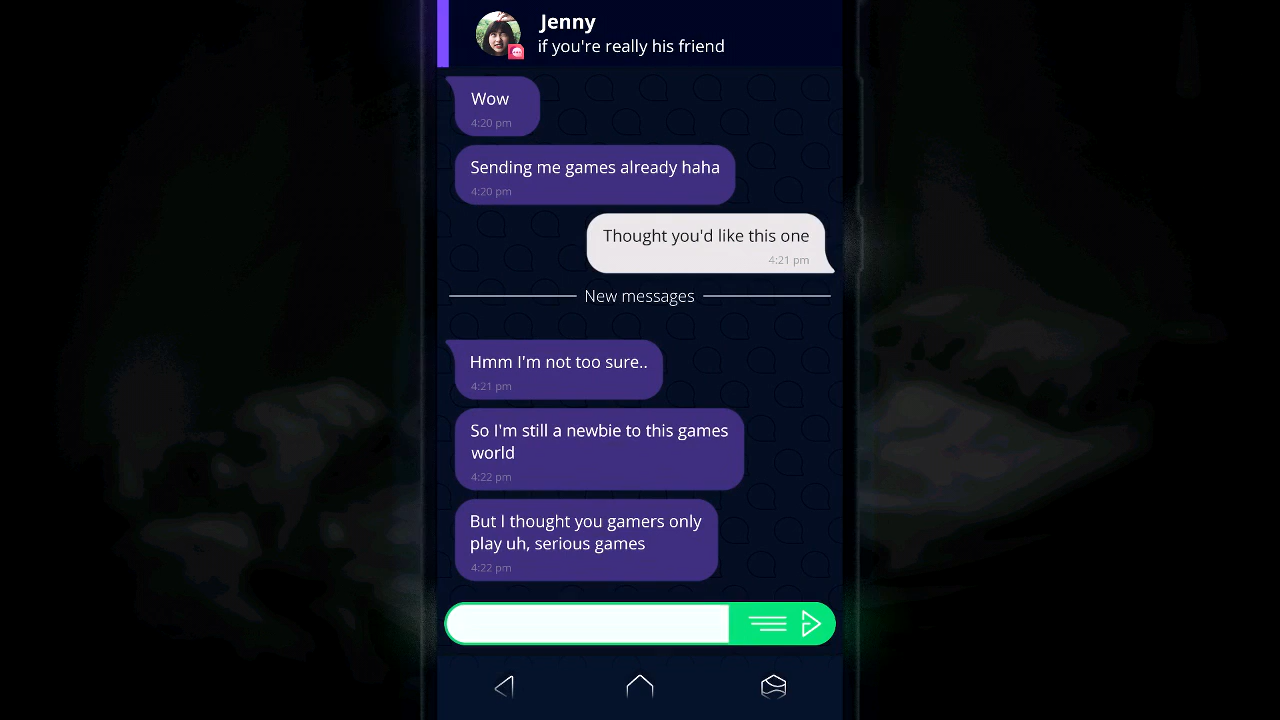 Jenny
if you're really his friend
Wow
4:20 pm
Sending me games already haha
4:20 pm
Thought you'd like this one
4:21 pm
New messages
Hmm I'm not too sure..
4:21 pm
So I'm still a newbie to this games
world
4:22 pm
But I thought you gamers only
play uh, serious games
4:22 pm